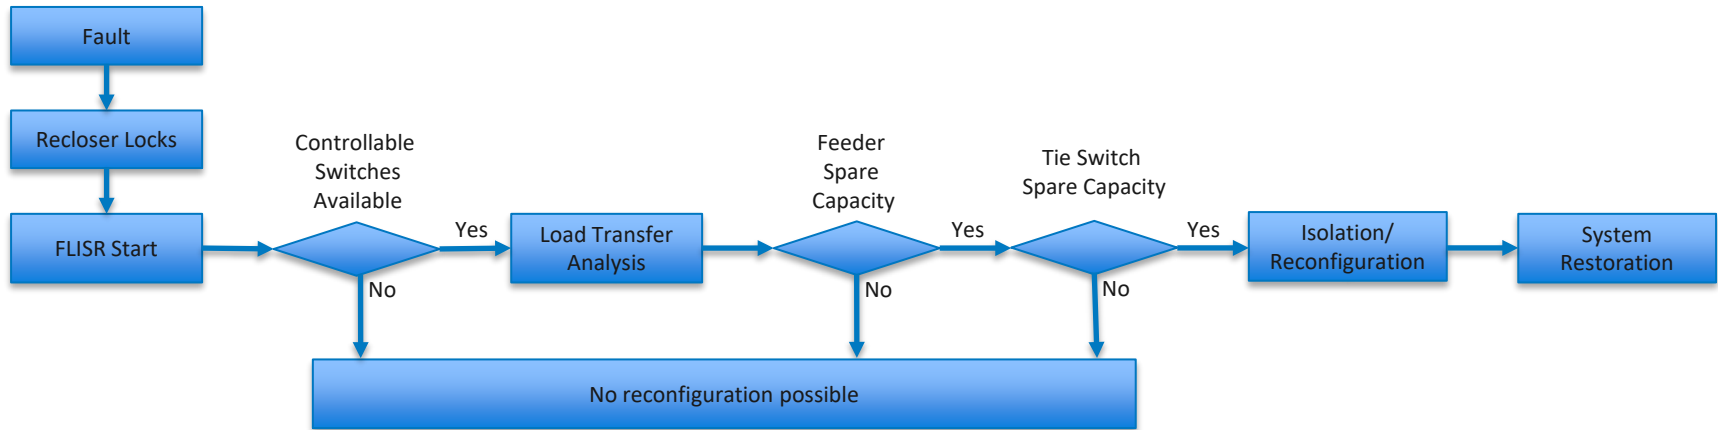 Fault
Recloser Locks
FLISR Start
Controllable
Switches
Available
Yes
No
Load Transfer
Analysis
Feeder
Spare
Capacity
Yes
No
Tie Switch
Spare Capacity
Yes
No
Isolation/
Reconfiguration
System
Restoration
No reconfiguration possible